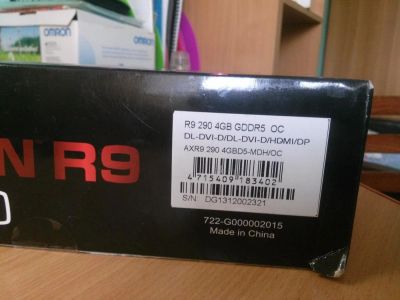 OMRON
N R9
R9 290 4GB GDDR5 OC
DL-DVI-D/DL-DVI-D/HDMI/DP
AXR9 290 4GBD5-MDH/OC
4 715409 183402
S/N: DG1312002321
722-G000002015
Made in China